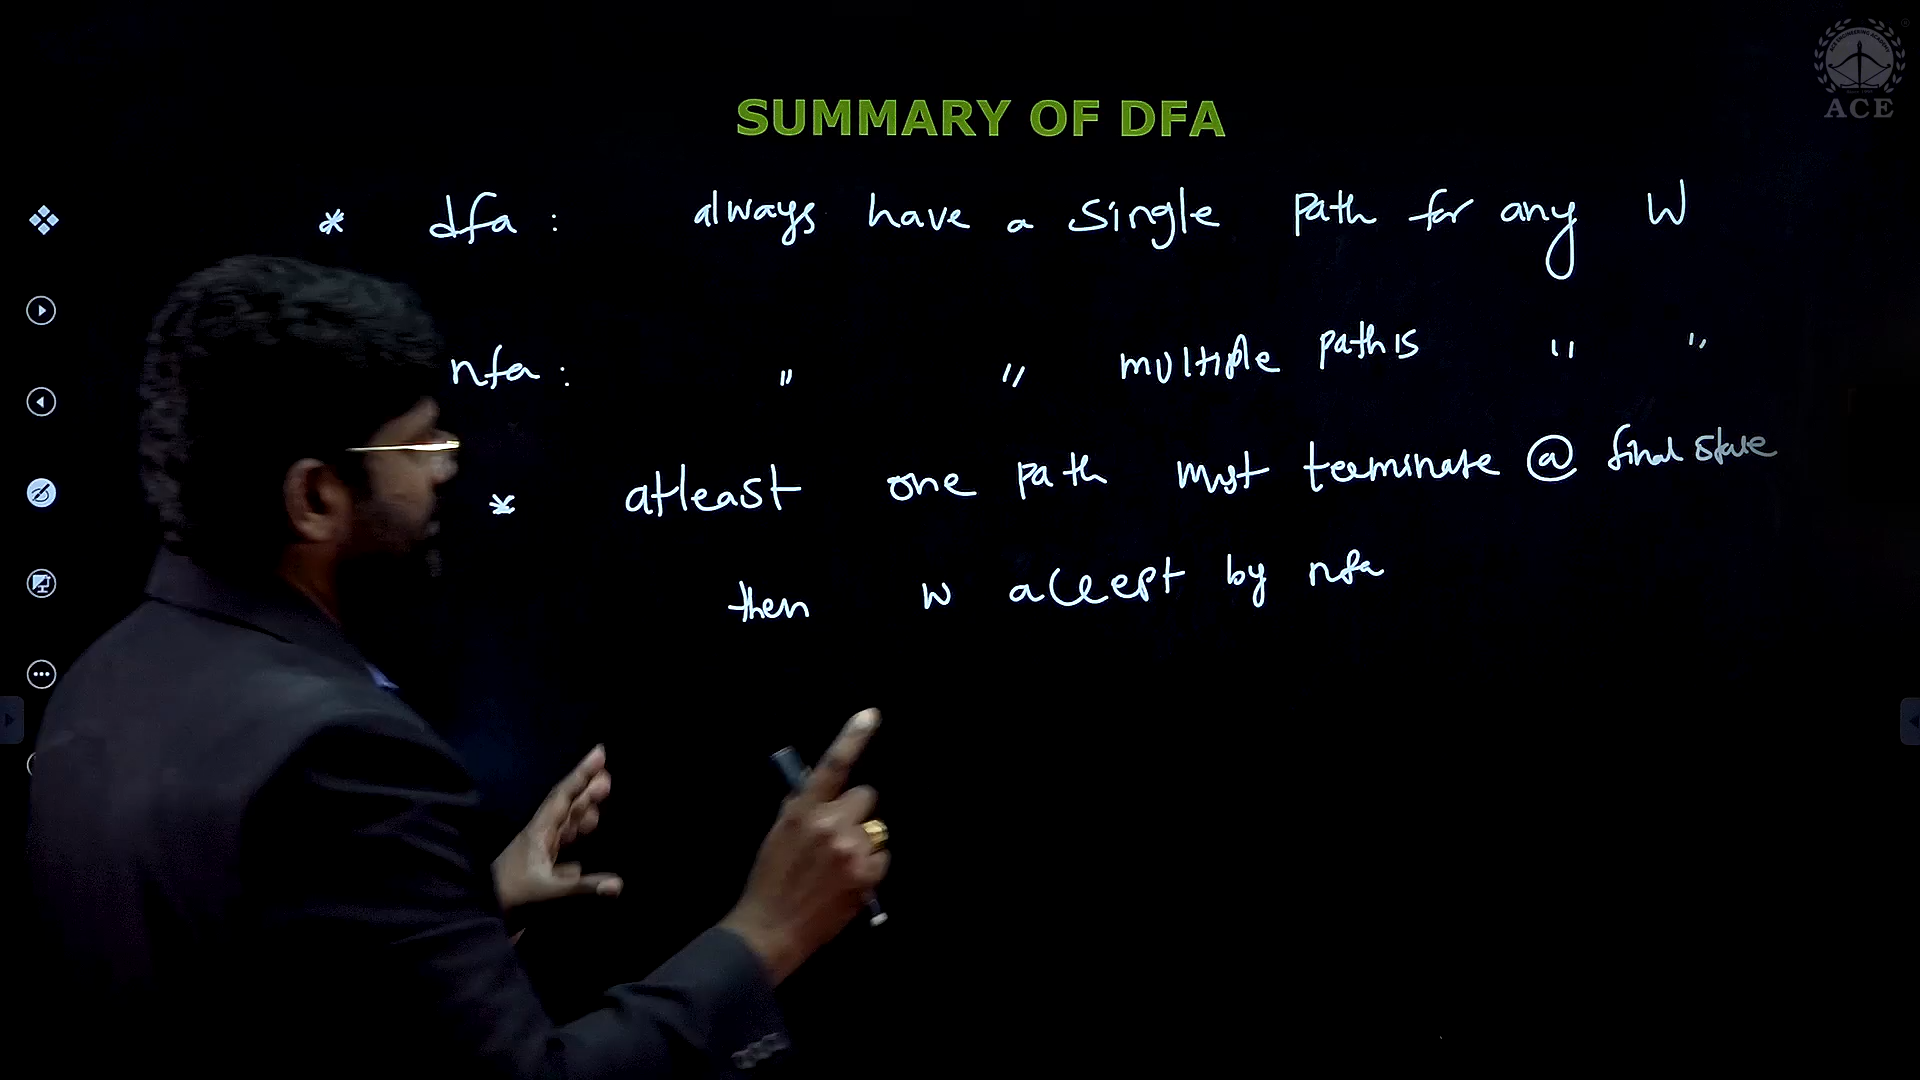 ACE
SUMMARY OF DFA
* dfa : always have a single path for any W
nfa : " " multiple paths " "
* atleast one path must terminate @ final state
then w accept by nfa